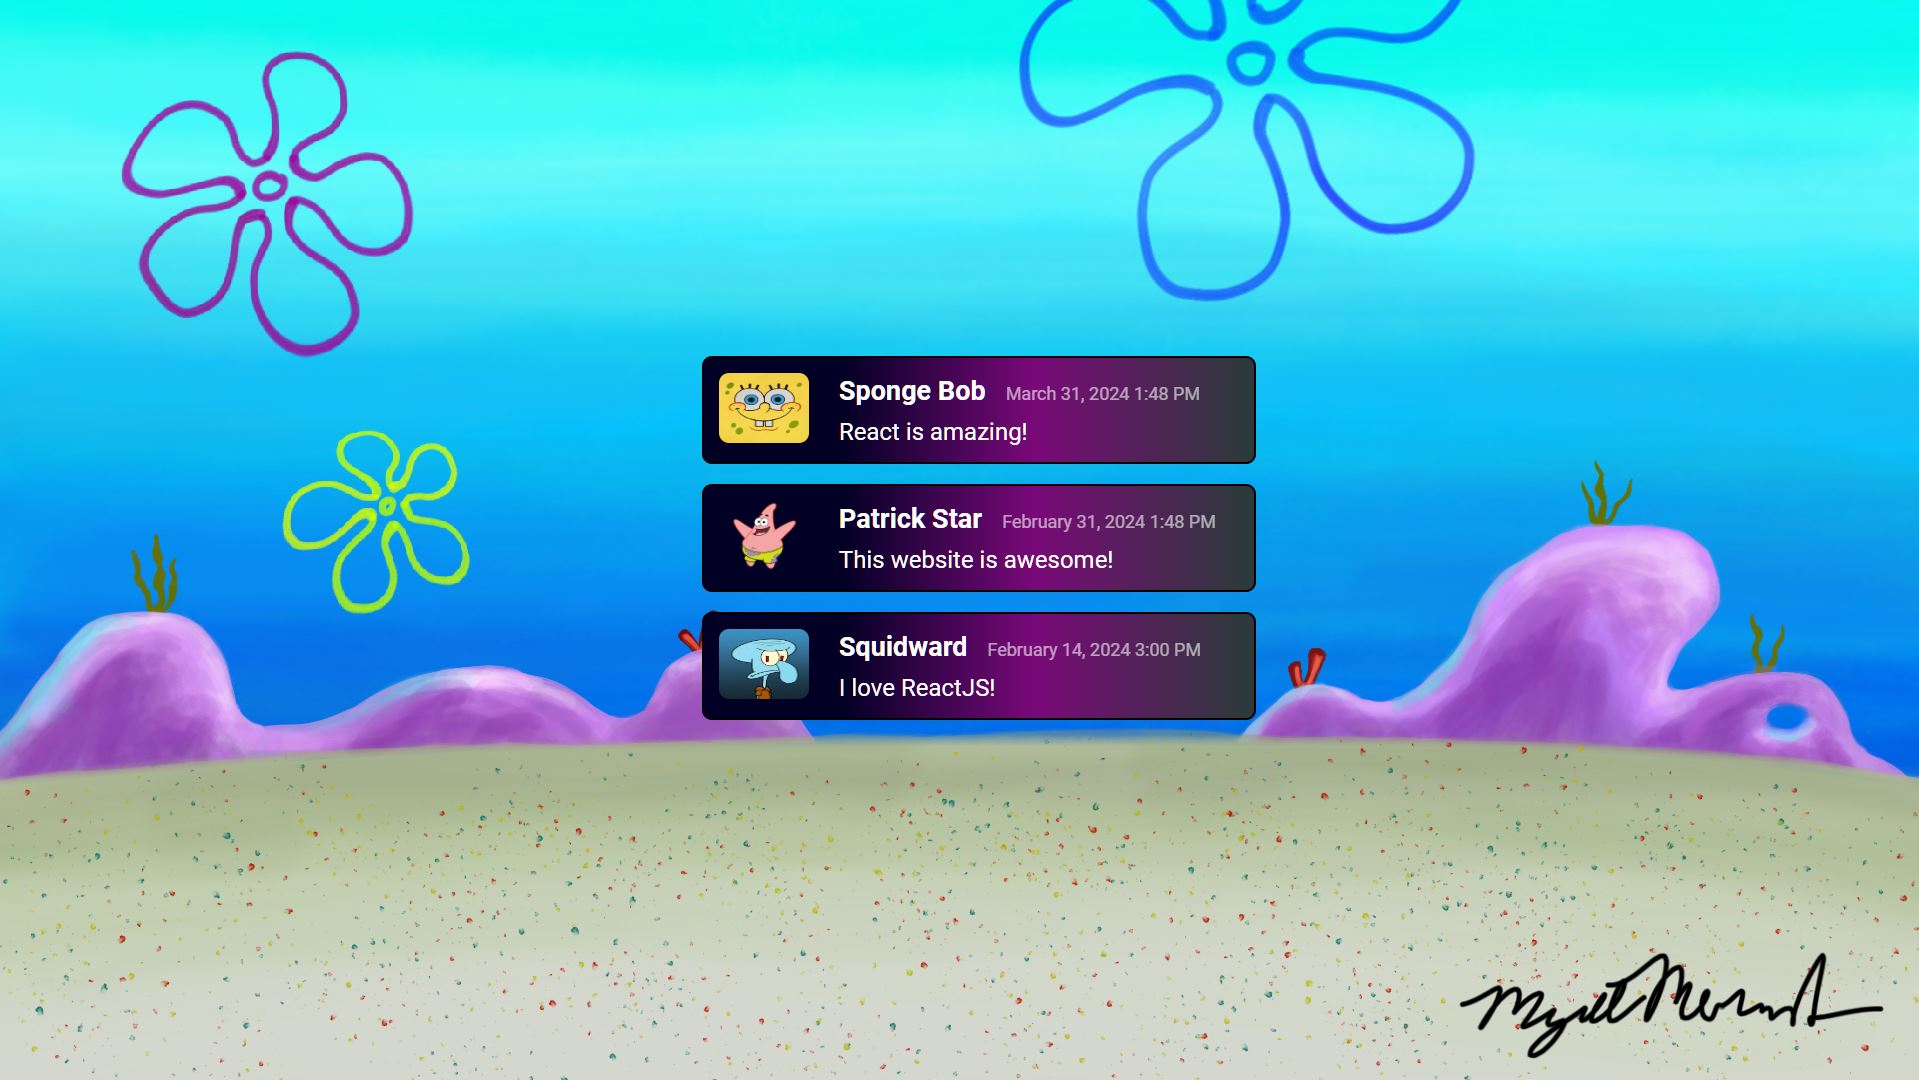 Sponge Bob March 31, 2024 1:48 PM
React is amazing!
Patrick Star February 31, 2024 1:48 PM
This website is awesome!
Squidward February 14, 2024 3:00 PM
I love ReactJS!